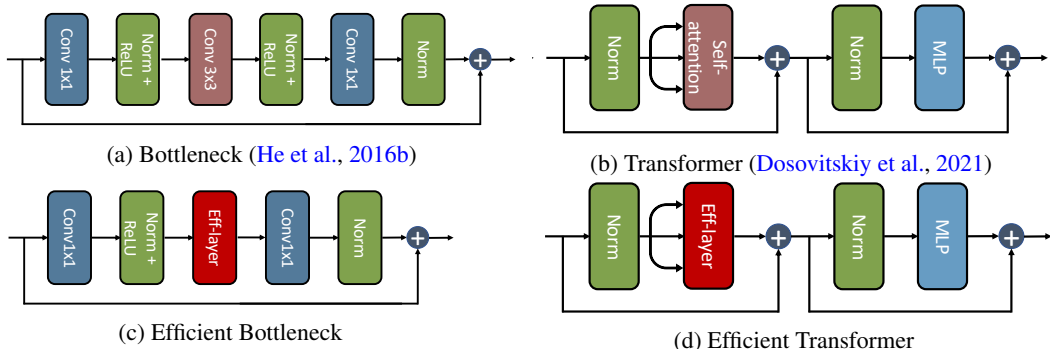 Conv 1x1
Norm +
ReLU
Conv 3x3
Norm +
ReLU
Conv 1x1
Norm
+
(a) Bottleneck (He et al., 2016b)
Norm
Self-
attention
+
Norm
MLP
+
(b) Transformer (Dosovitskiy et al., 2021)
Conv1x1
Norm +
ReLU
Eff-layer
Conv1x1
Norm
+
(c) Efficient Bottleneck
Norm
Eff-layer
+
Norm
MLP
+
(d) Efficient Transformer